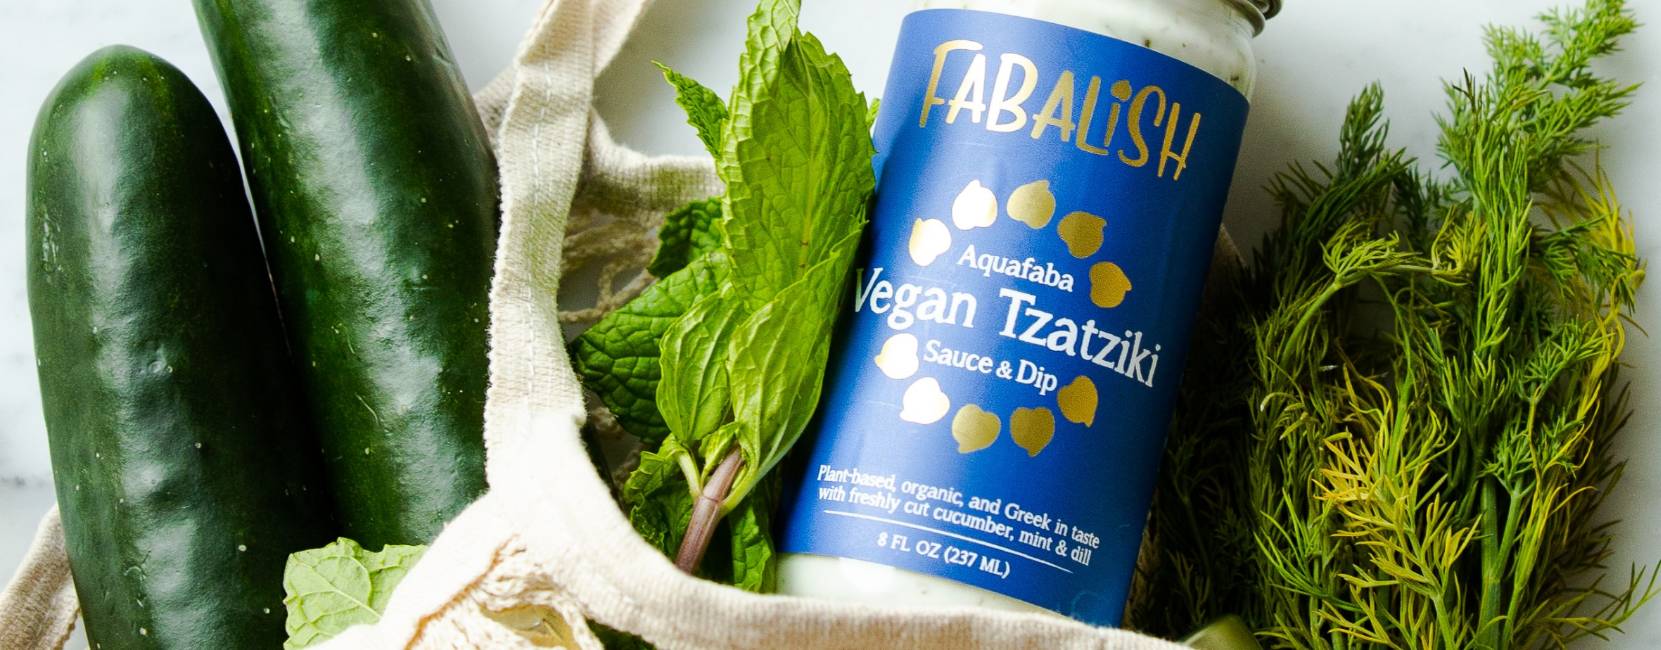 FABALiSH
Aquafaba
Vegan Tzatziki
Sauce & Dip
Plant-based, organic, and Greek in taste
with freshly cut cucumber, mint & dill
8 FL OZ (237 ML)